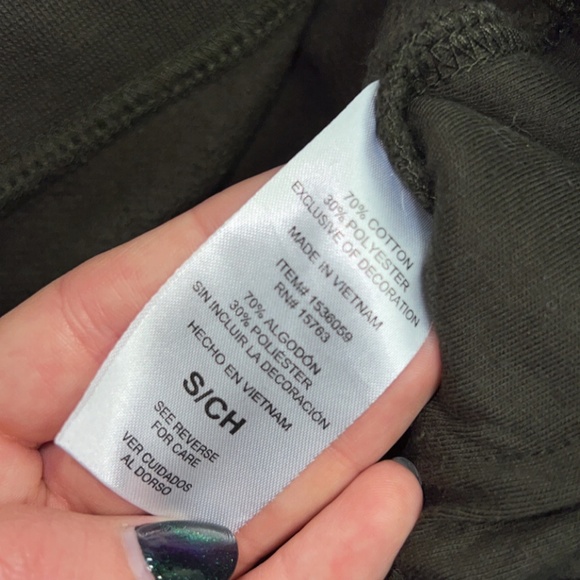 70% COTTON
30% POLYESTER
EXCLUSIVE OF DECORATION
MADE IN VIETNAM
ITEM# 1536059
RN# 15763
70% ALGODÓN
30% POLIÉSTER
SIN INCLUIR LA DECORACIÓN
HECHO EN VIETNAM
S/CH
SEE REVERSE
FOR CARE
VER CUIDADOS
AL DORSO